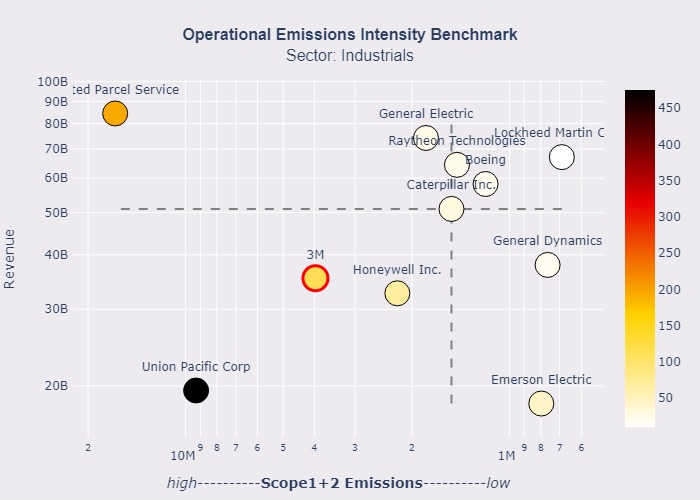 Operational Emissions Intensity Benchmark
Sector: Industrials
100B
90B
80B
70B
60B
50B
40B
30B
20B
Revenue
ted Parcel Service
General Electric
Raytheon Technologies
Lockheed Martin C
Boeing
Caterpillar Inc.
General Dynamics
3M
Honeywell Inc.
Union Pacific Corp
Emerson Electric
450
400
350
300
250
200
150
100
50
2
10M
9
8
7
6
5
4
3
2
1M
9
8
7
6
high----------Scope1+2 Emissions----------low